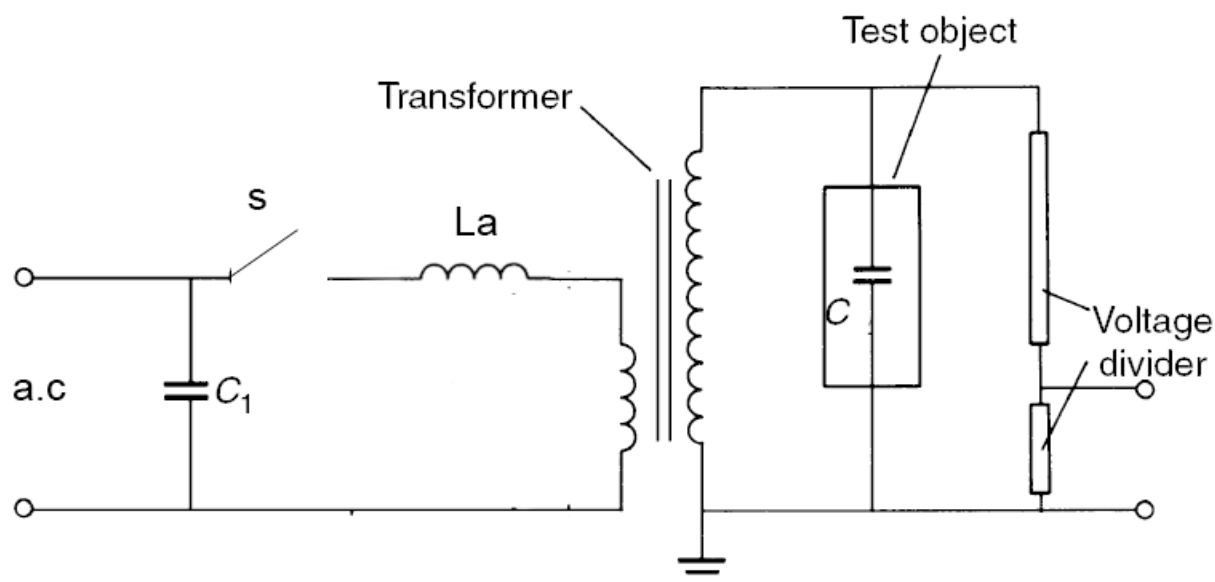 Test object
Transformer
s
La
C
Voltage
divider
a.c
C₁